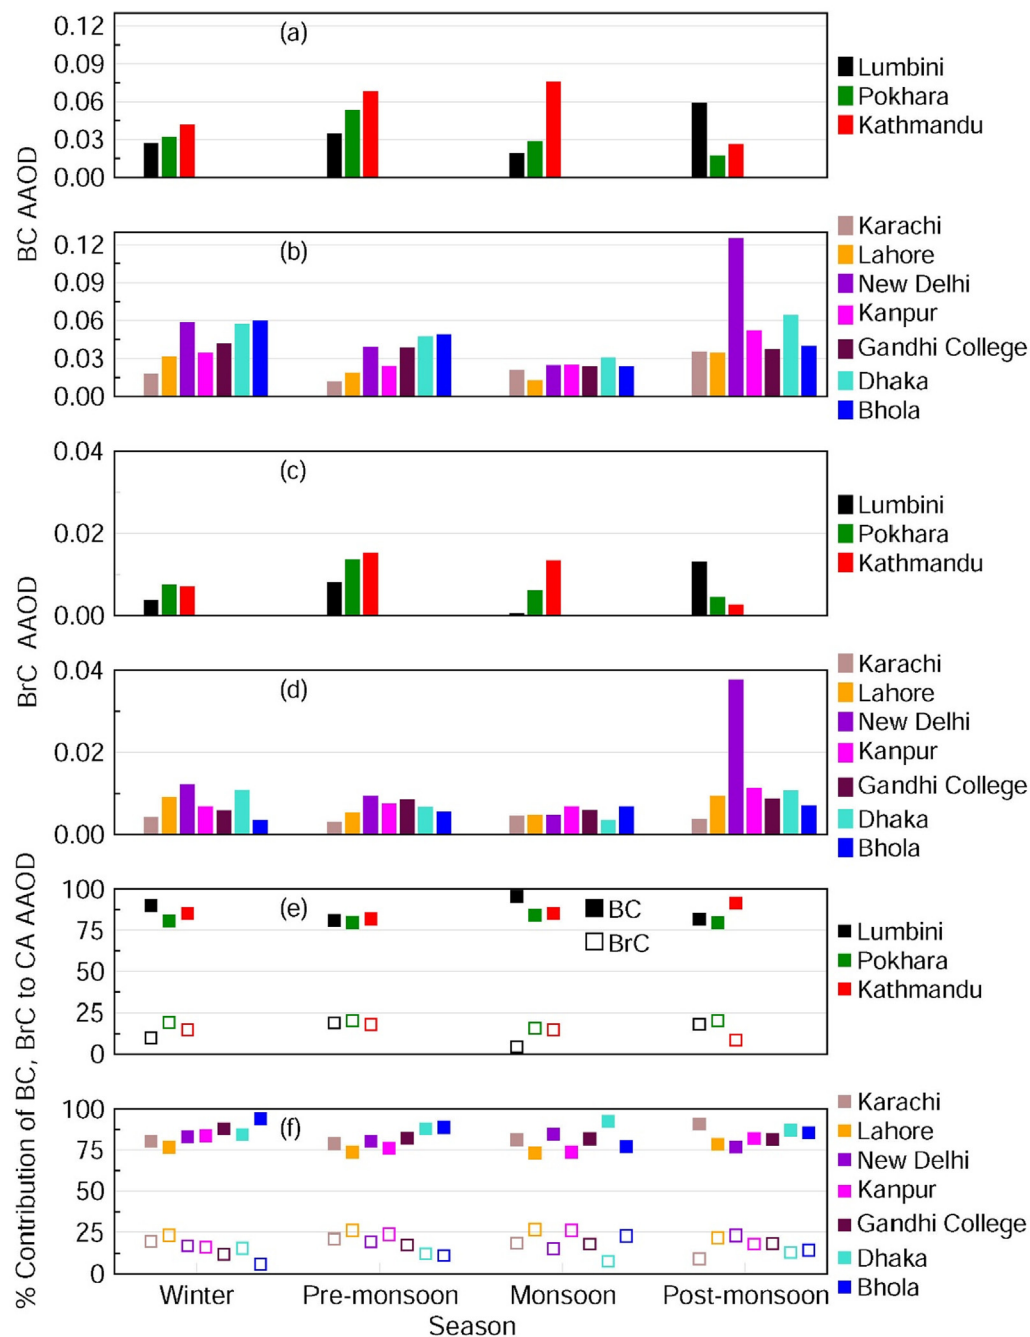 BC AAOD
0.12
0.09
0.06
0.03
0.00
(a)
Lumbini
Pokhara
Kathmandu
0.12
0.09
0.06
0.03
0.00
(b)
Karachi
Lahore
New Delhi
Kanpur
Gandhi College
Dhaka
Bhola
BrC AAOD
0.04
0.02
0.00
(c)
Lumbini
Pokhara
Kathmandu
0.04
0.02
0.00
(d)
Karachi
Lahore
New Delhi
Kanpur
Gandhi College
Dhaka
Bhola
% Contribution of BC, BrC to CA AAOD
100
75
50
25
0
(e)
BC
BrC
Lumbini
Pokhara
Kathmandu
100
75
50
25
0
(f)
Karachi
Lahore
New Delhi
Kanpur
Gandhi College
Dhaka
Bhola
Winter Pre-monsoon Monsoon Post-monsoon
Season